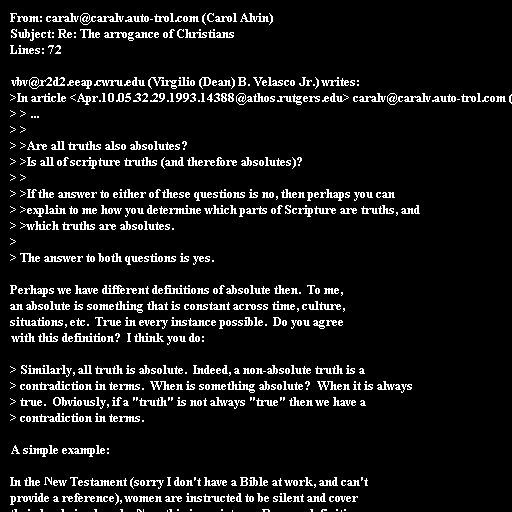 From: caralv@caralv.auto-trol.com (Carol Alvin)
Subject: Re: The arrogance of Christians
Lines: 72

vbv@r2d2.eeap.cwru.edu (Virgilio (Dean) B. Velasco Jr.) writes:
>In article <Apr.10.05.32.29.1993.14388@athos.rutgers.edu> caralv@caralv.auto-trol.com (
> > ...
> >
> >Are all truths also absolutes?
> >Is all of scripture truths (and therefore absolutes)?
> >
> >If the answer to either of these questions is no, then perhaps you can
> >explain to me how you determine which parts of Scripture are truths, and
> >which truths are absolutes.
>
> The answer to both questions is yes.

Perhaps we have different definitions of absolute then.  To me,
an absolute is something that is constant across time, culture,
situations, etc.  True in every instance possible.  Do you agree
with this definition?  I think you do:

> Similarly, all truth is absolute.  Indeed, a non-absolute truth is a
> contradiction in terms.  When is something absolute?  When it is always
> true.  Obviously, if a "truth" is not always "true" then we have a
> contradiction in terms.

A simple example:

In the New Testament (sorry I don't have a Bible at work, and can't
provide a reference), women are instructed to be silent and cover